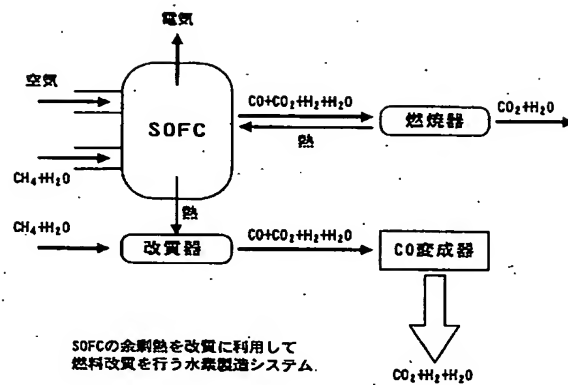 電気
空気
SOFC
CO+CO₂+H₂+H₂O
燃焼器
CO₂+H₂O
熱
CH₄+H₂O
熱
CH₄+H₂O
改質器
CO+CO₂+H₂+H₂O
CO変成器
SOFCの余剰熱を改質に利用して
燃料改質を行う水素製造システム
CO₂+H₂+H₂O